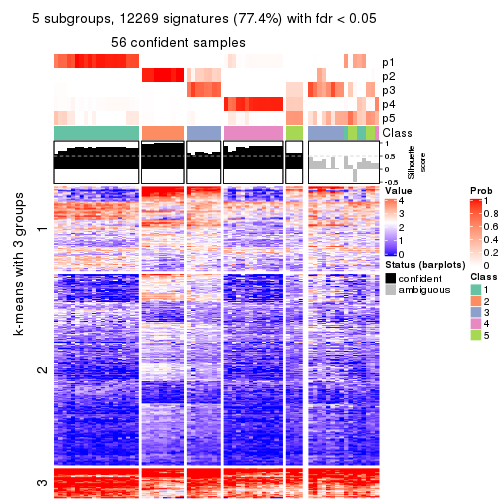 5 subgroups, 12269 signatures (77.4%) with fdr < 0.05
56 confident samples
p1
p2
p3
p4
p5
Class
1
0.5
0
-0.5
Silhouette
score
k-means with 3 groups
1
2
3
Value
4
3
2
1
0
Status (barplots)
confident
ambiguous
Prob
1
0.8
0.6
0.4
0.2
0
Class
1
2
3
4
5